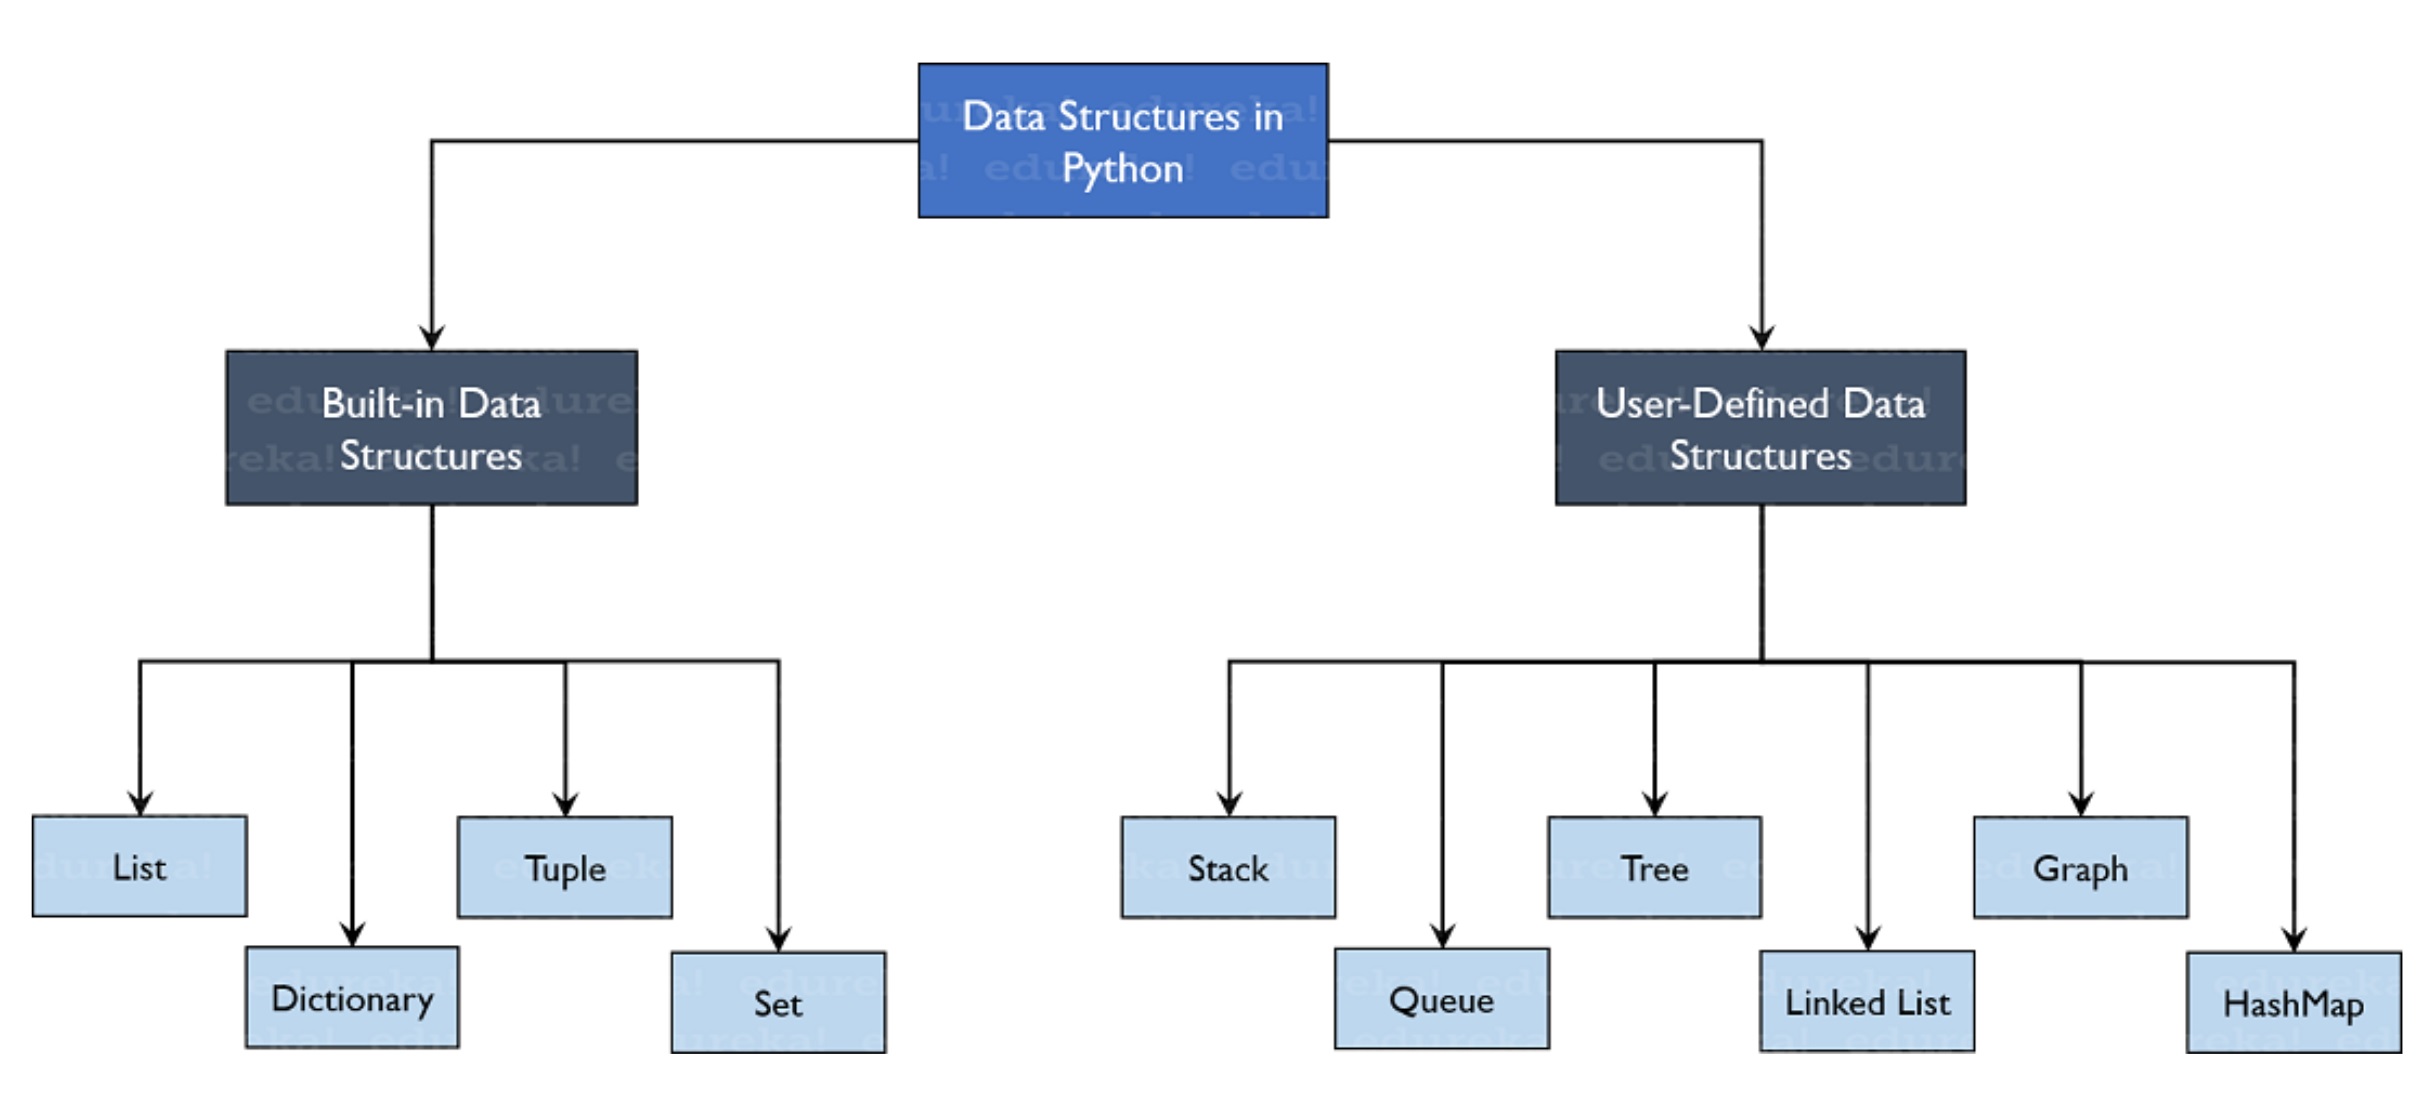 Data Structures in
Python
Built-in Data
Structures
User-Defined Data
Structures
List
Tuple
Stack
Tree
Graph
Dictionary
Set
Queue
Linked List
HashMap
edureka!